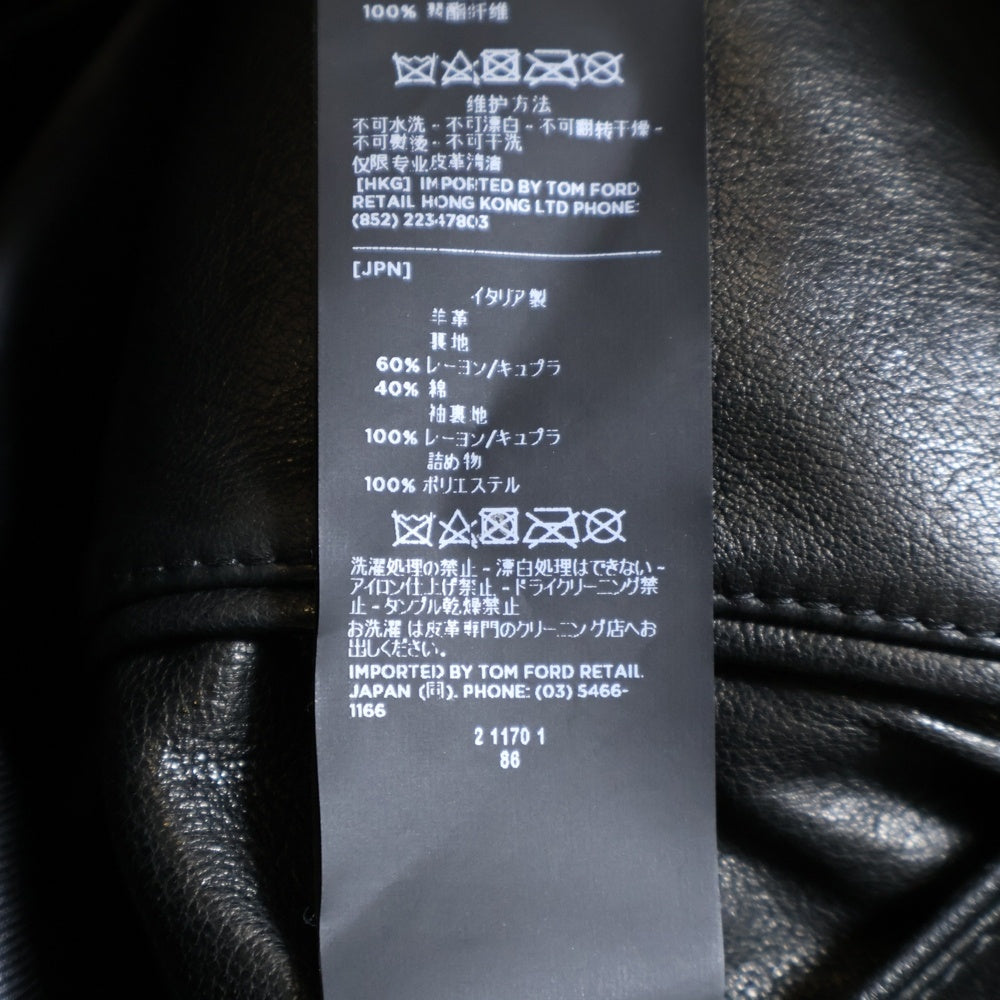 100% 聚酯纤维
维护方法
不可水洗 - 不可漂白 - 不可翻转干燥 -
不可熨烫 - 不可干洗
仅限专业皮革清洁
[HKG] IMPORTED BY TOM FORD
RETAIL HONG KONG LTD PHONE:
(852) 22347803
[JPN]
イタリア製
羊革
裏地
60% レーヨン/キュプラ
40% 綿
袖裏地
100% レーヨン/キュプラ
詰め物
100% ポリエステル
洗濯処理の禁止 - 漂白処理はできない -
アイロン仕上げ禁止 - ドライクリーニング禁
止 - タンブル乾燥禁止
お洗濯は皮革専門のクリーニング店へお
出しください。
IMPORTED BY TOM FORD RETAIL
JAPAN (同). PHONE: (03) 5466-
1166
2 1170 1
86